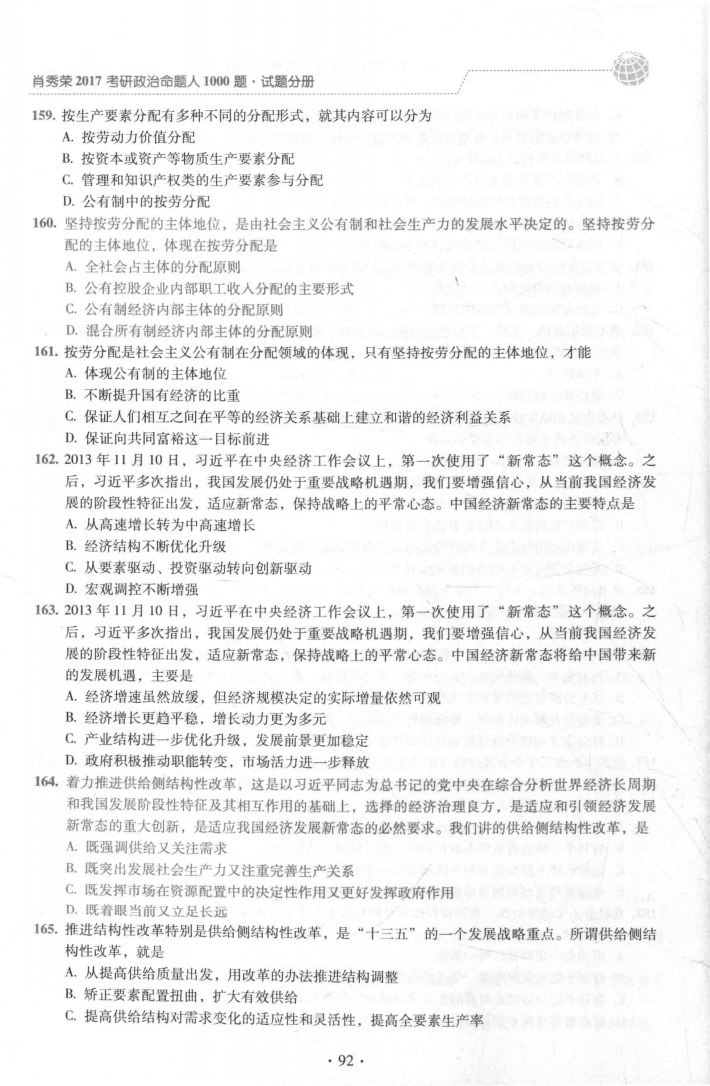 肖秀荣 2017 考研政治命题人 1000 题·试题分册
159. 按生产要素分配有多种不同的分配形式，就其内容可以分为
A. 按劳动力价值分配
B. 按资本或资产等物质生产要素分配
C. 管理和知识产权类的生产要素参与分配
D. 公有制中的按劳分配
160. 坚持按劳分配的主体地位，是由社会主义公有制和社会生产力的发展水平决定的。坚持按劳分
配的主体地位，体现在按劳分配是
A. 全社会占主体的分配原则
B. 公有控股企业内部职工收入分配的主要形式
C. 公有制经济内部主体的分配原则
D. 混合所有制经济内部主体的分配原则
161. 按劳分配是社会主义公有制在分配领域的体现，只有坚持按劳分配的主体地位，才能
A. 体现公有制的主体地位
B. 不断提升国有经济的比重
C. 保证人们相互之间在平等的经济关系基础上建立和谐的经济利益关系
D. 保证向共同富裕这一目标前进
162. 2013 年 11 月 10 日，习近平在中央经济工作会议上，第一次使用了“新常态”这个概念。之
后，习近平多次指出，我国发展仍处于重要战略机遇期，我们要增强信心，从当前我国经济发
展的阶段性特征出发，适应新常态，保持战略上的平常心态。中国经济新常态的主要特点是
A. 从高速增长转为中高速增长
B. 经济结构不断优化升级
C. 从要素驱动、投资驱动转向创新驱动
D. 宏观调控不断增强
163. 2013 年 11 月 10 日，习近平在中央经济工作会议上，第一次使用了“新常态”这个概念。之
后，习近平多次指出，我国发展仍处于重要战略机遇期，我们要增强信心，从当前我国经济发
展的阶段性特征出发，适应新常态，保持战略上的平常心态。中国经济新常态将给中国带来新
的发展机遇，主要是
A. 经济增速虽然放缓，但经济规模决定的实际增量依然可观
B. 经济增长更趋平稳，增长动力更为多元
C. 产业结构进一步优化升级，发展前景更加稳定
D. 政府积极推动职能转变，市场活力进一步释放
164. 着力推进供给侧结构性改革，这是以习近平同志为总书记的党中央在综合分析世界经济长周期
和我国发展阶段性特征及其相互作用的基础上，选择的经济治理良方，是适应和引领经济发展
新常态的重大创新，是适应我国经济发展新常态的必然要求。我们讲的供给侧结构性改革，是
A. 既强调供给又关注需求
B. 既突出发展社会生产力又注重完善生产关系
C. 既发挥市场在资源配置中的决定性作用又更好发挥政府作用
D. 既着眼当前又立足长远
165. 推进结构性改革特别是供给侧结构性改革，是“十三五”的一个发展战略重点。所谓供给侧结
构性改革，就是
A. 从提高供给质量出发，用改革的办法推进结构调整
B. 矫正要素配置扭曲，扩大有效供给
C. 提高供给结构对需求变化的适应性和灵活性，提高全要素生产率
· 92 ·